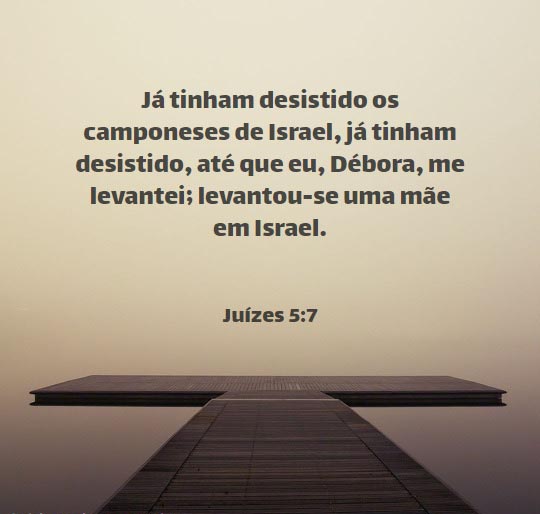 Já tinham desistido os
camponeses de Israel, já tinham
desistido, até que eu, Débora, me
levantei; levantou-se uma mãe
em Israel.
Juízes 5:7